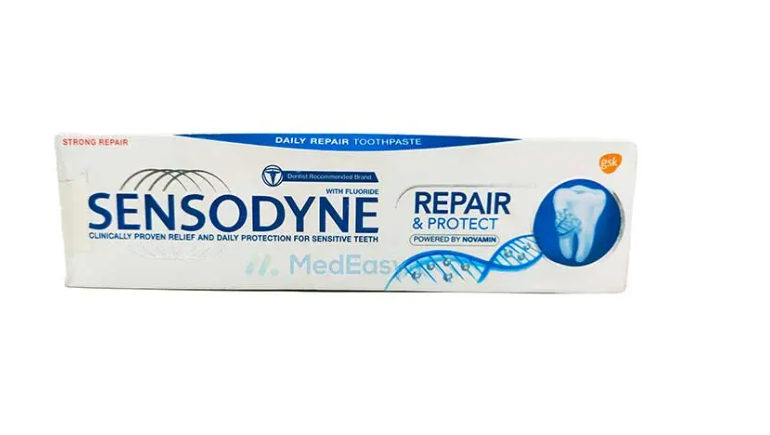 STRONG REPAIR
DAILY REPAIR TOOTHPASTE
gsk
Dentist Recommended Brand
WITH FLUORIDE
SENSODYNE
CLINICALLY PROVEN RELIEF AND DAILY PROTECTION FOR SENSITIVE TEETH
REPAIR
& PROTECT
POWERED BY NOVAMIN
MedEasy